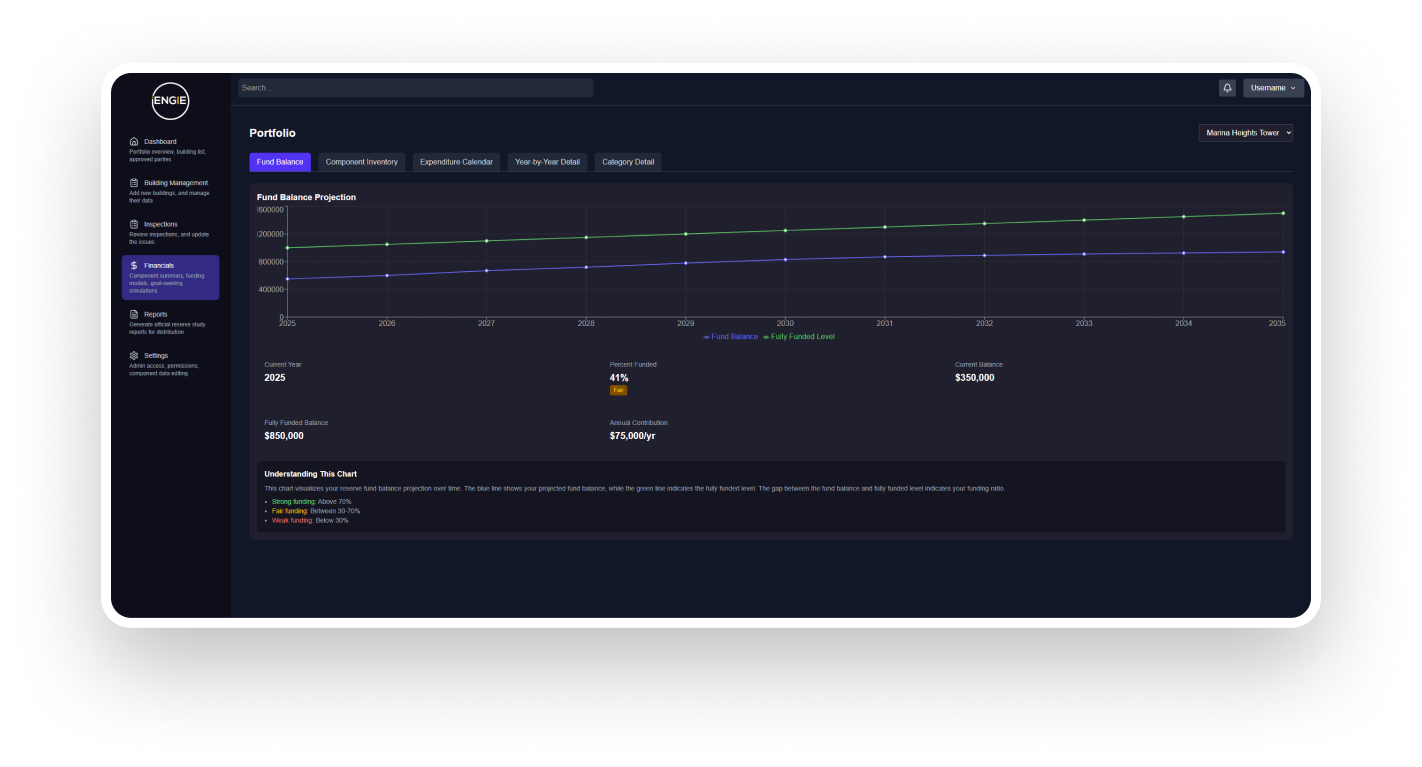 ENGIE
Search...
Username
Dashboard
Portfolio overview, building list,
approved parties
Building Management
Add new buildings, and manage
their data
Inspections
Review inspections, and update
the issues
Financials
Component summary, funding
models, goal-seeking
simulations
Reports
Generate official reserve study
reports for distribution
Settings
Admin access, permissions,
component data editing
Portfolio
Marina Heights Tower
Fund Balance
Component Inventory
Expenditure Calendar
Year-by-Year Detail
Category Detail
Fund Balance Projection
600000
200000
800000
400000
0
2025 2026 2027 2028 2029 2030 2031 2032 2033 2034 2035
Fund Balance Fully Funded Level
Current Year
2025
Percent Funded
41%
Fair
Current Balance
$350,000
Fully Funded Balance
$850,000
Annual Contribution
$75,000/yr
Understanding This Chart
This chart visualizes your reserve fund balance projection over time. The blue line shows your projected fund balance, while the green line indicates the fully funded level. The gap between the fund balance and fully funded level indicates your funding ratio.
• Strong funding: Above 70%
• Fair funding: Between 30-70%
• Weak funding: Below 30%